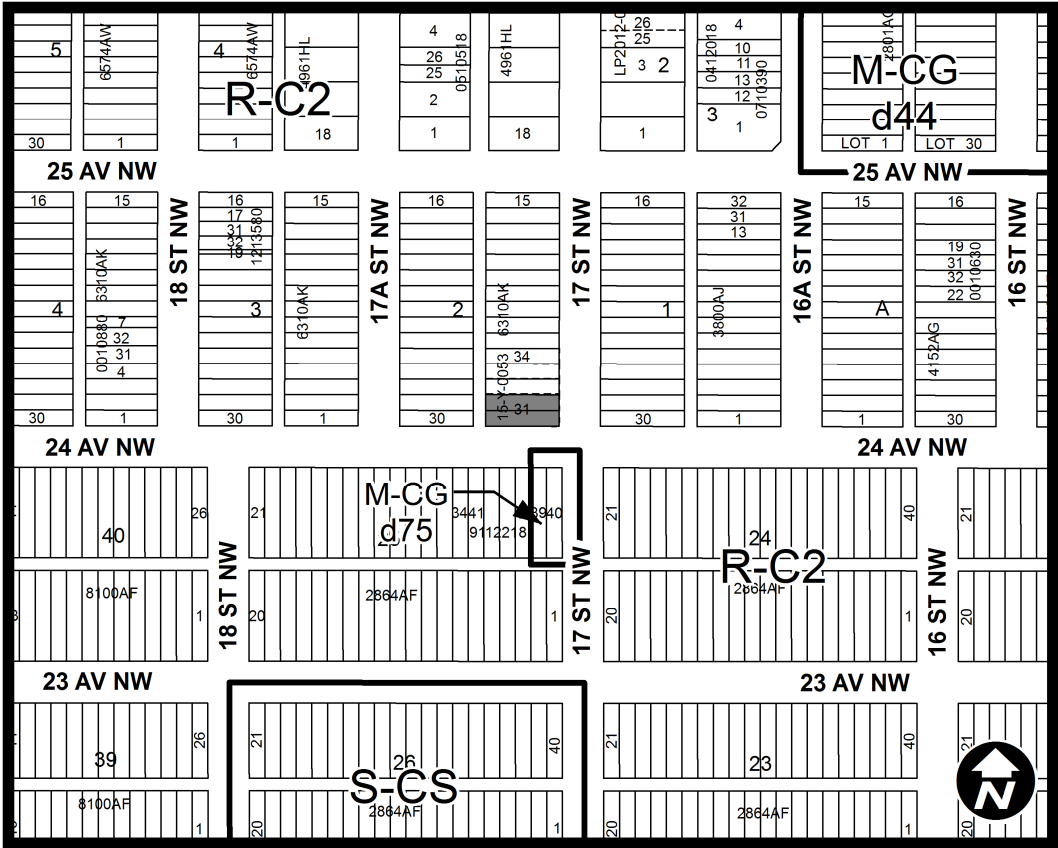 5
6574AW
4
6574AW
4961HL
R-C2
4
26
25
0510518
2
4961HL
26
25
3
2
4
10
11
13
12
0412018
0710390
3
1
M-CG
d44
30
1
1
18
1
18
1
LOT 1
LOT 30
25 AV NW
25 AV NW
16
15
16
17
31
32
1213580
15
16
15
16
32
31
13
15
16
19
31
32
22
0010630
18 ST NW
17A ST NW
17 ST NW
16A ST NW
16 ST NW
6310AK
4
7
32
31
4
0010880
3
6310AK
2
6310AK
34
15-Y-0053
31
1
3800AJ
A
4152AG
30
1
30
1
30
30
1
1
30
24 AV NW
24 AV NW
M-CG
d75
40
26
21
3441
9112218
3940
21
24
40
21
R-C2
18 ST NW
17 ST NW
16 ST NW
8100AF
1
20
2864AF
1
20
2864AF
1
20
23 AV NW
23 AV NW
39
26
21
26
40
21
23
40
21
S-CS
8100AF
1
20
2864AF
1
20
2864AF
1
20
N